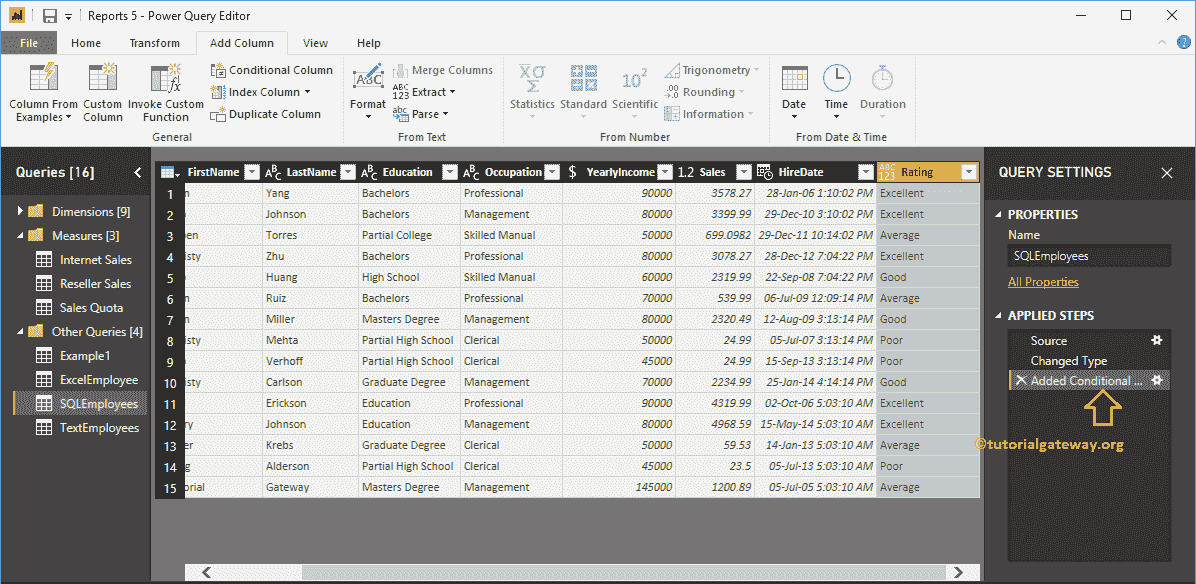 Reports 5 - Power Query Editor
File Home Transform Add Column View Help
Column From Examples
Custom Column
Invoke Custom Function
Conditional Column
Index Column
Duplicate Column
General
ABC
Format
Merge Columns
ABC 123 Extract
abc Parse
From Text
XΟ Σ
Statistics
Standard
10² Scientific
Trigonometry
.00 Rounding
Information
From Number
Date
Time
Duration
From Date & Time
Queries [16]
Dimensions [9]
Measures [3]
Internet Sales
Reseller Sales
Sales Quota
Other Queries [4]
Example1
ExcelEmployee
SQLEmployees
TextEmployees
FirstName ABC LastName ABC Education ABC Occupation $ YearlyIncome 1.2 Sales HireDate ABC 123 Rating
1 n Yang Bachelors Professional 90000 3578.27 28-Jan-06 1:10:02 PM Excellent
2 Johnson Bachelors Management 80000 3399.99 29-Dec-10 3:10:02 PM Excellent
3 en Torres Partial College Skilled Manual 50000 699.0982 29-Dec-11 10:14:02 PM Average
4 isty Zhu Bachelors Professional 80000 3078.27 28-Dec-12 7:04:22 PM Excellent
5 Huang High School Skilled Manual 60000 2319.99 22-Sep-08 7:04:22 PM Good
6 n Ruiz Bachelors Professional 70000 539.99 06-Jul-09 12:09:14 PM Average
7 n Miller Masters Degree Management 80000 2320.49 12-Aug-09 3:13:14 PM Good
8 isty Mehta Partial High School Clerical 50000 24.99 05-Jul-07 3:13:14 PM Poor
9 Verhoff Partial High School Clerical 45000 24.99 15-Sep-13 3:13:14 PM Poor
10 isty Carlson Graduate Degree Management 70000 2234.99 25-Jan-14 4:14:14 PM Good
11 Erickson Education Professional 90000 4319.99 02-Oct-06 5:03:10 AM Excellent
12 ry Johnson Education Management 80000 4968.59 15-May-14 5:03:10 AM Excellent
13 er Krebs Graduate Degree Clerical 50000 59.53 14-Jan-13 5:03:10 AM Average
14 g Alderson Partial High School Clerical 45000 23.5 05-Jul-13 5:03:10 AM Poor
15 orial Gateway Masters Degree Management 145000 1200.89 05-Jul-05 5:03:10 AM Average
QUERY SETTINGS
PROPERTIES
Name
SQLEmployees
All Properties
APPLIED STEPS
Source
Changed Type
Added Conditional ...
©tutorialgateway.org